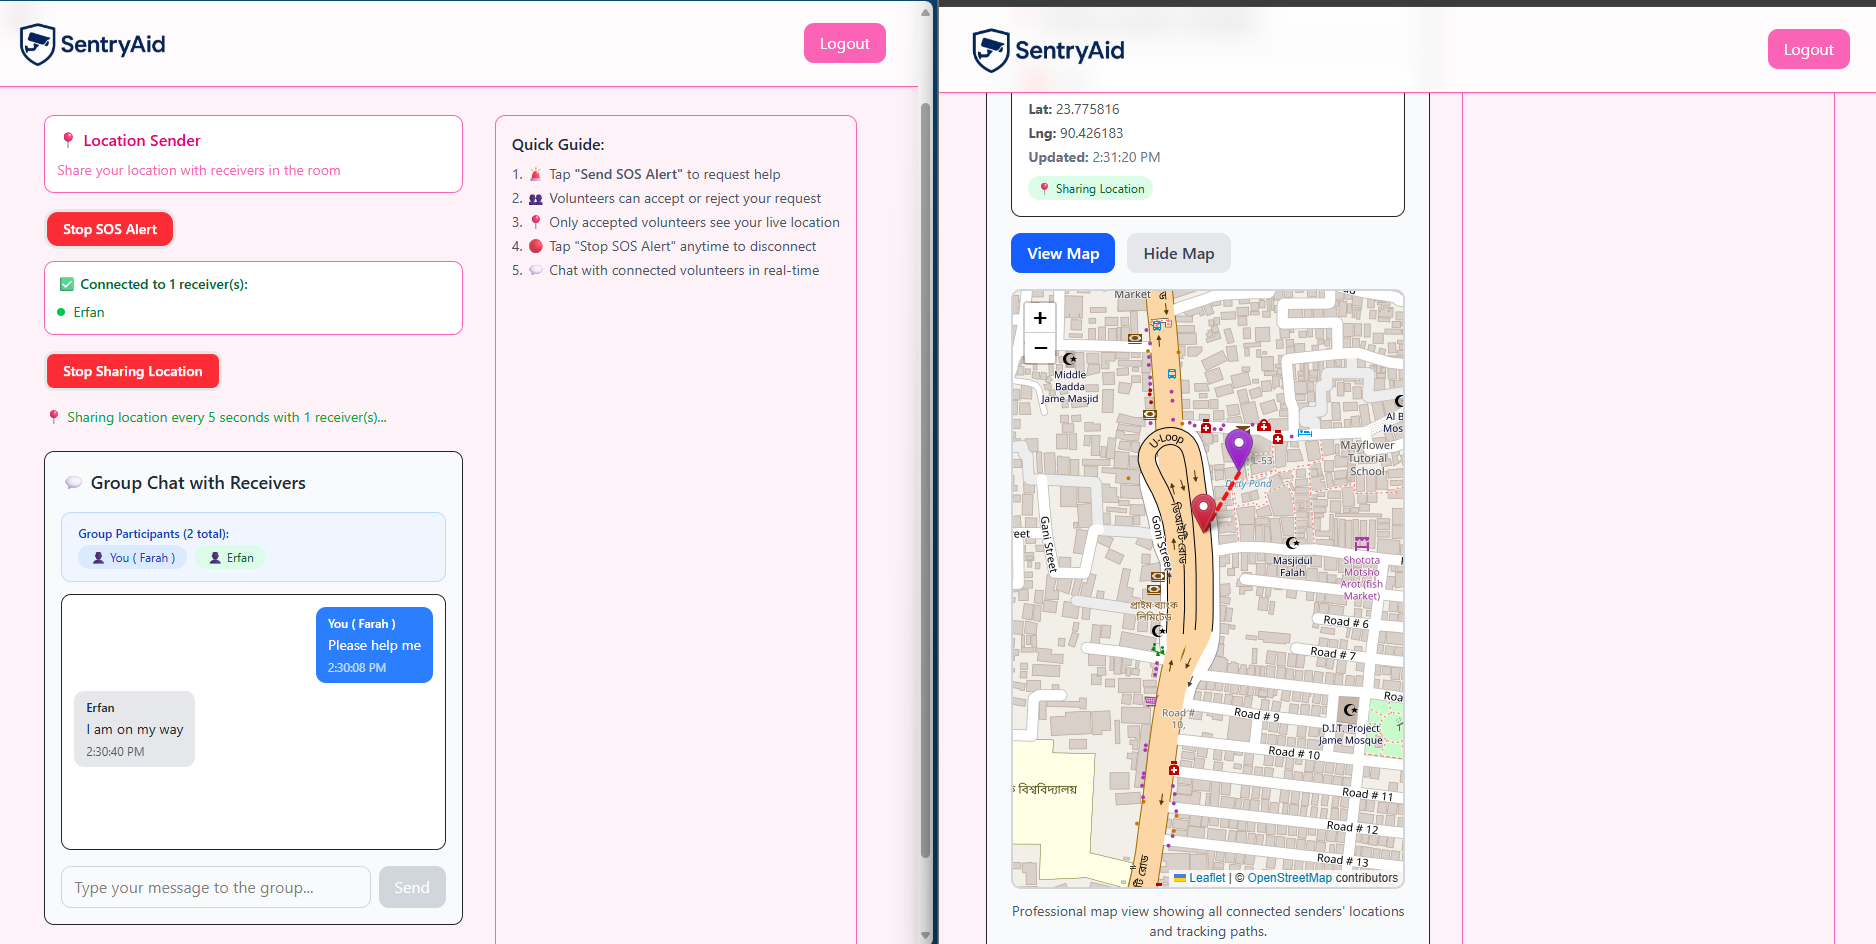 SentryAid
Logout
Location Sender
Share your location with receivers in the room
Stop SOS Alert
Connected to 1 receiver(s):
Erfan
Stop Sharing Location
Sharing location every 5 seconds with 1 receiver(s)...
Group Chat with Receivers
Group Participants (2 total):
You ( Farah )
Erfan
You ( Farah )
Please help me
2:30:08 PM
Erfan
I am on my way
2:30:40 PM
Type your message to the group...
Send
Quick Guide:
1. Tap "Send SOS Alert" to request help
2. Volunteers can accept or reject your request
3. Only accepted volunteers see your live location
4. Tap "Stop SOS Alert" anytime to disconnect
5. Chat with connected volunteers in real-time
SentryAid
Logout
Lat: 23.775816
Lng: 90.426183
Updated: 2:31:20 PM
Sharing Location
View Map
Hide Map
Market
+
−
Middle
Badda
Jame Masjid
U-Loop
Al B
Mos
Mayflower
Tutorial
School
L-53
Dirty Pond
Gani Street
Goni Street
ডিআইটি রোড
eet
Masjidul
Falah
Shotota
Motsho
Arot (fish
Market)
প্রাইম ব্যাংক
লিমিটেড
Road # 6
Road # 7
Roa
Road #
10,
Road # 9
D.I.T. Project
Jame Mosque
Road # 10
বিশ্ববিদ্যালয়
Road # 11
Road # 12
Road # 13
টি রোড
Leaflet | © OpenStreetMap contributors
Professional map view showing all connected senders' locations
and tracking paths.